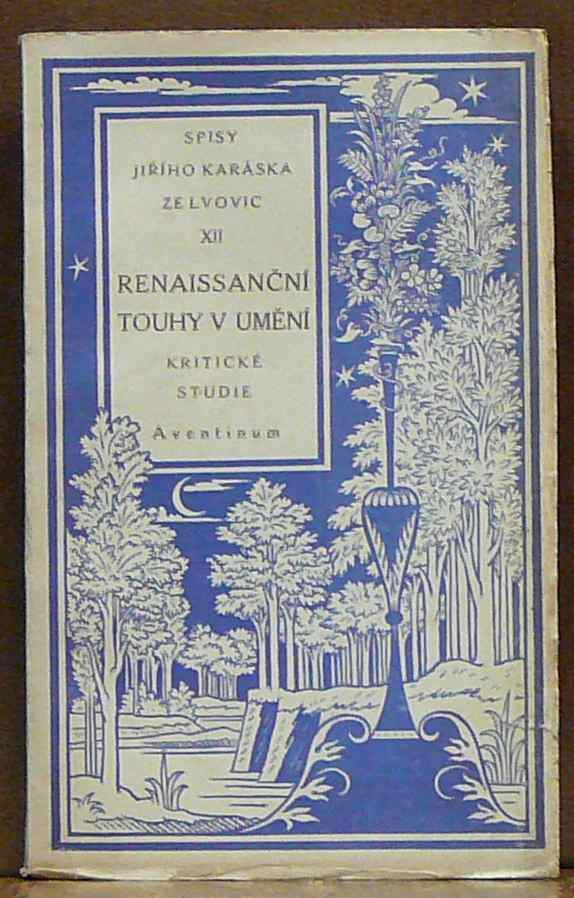 SPISY
JIŘÍHO KARÁSKA
ZE LVOVIC
XII
RENAISSANČNÍ
TOUHY V UMĚNÍ
KRITICKÉ
STUDIE
Aventinum